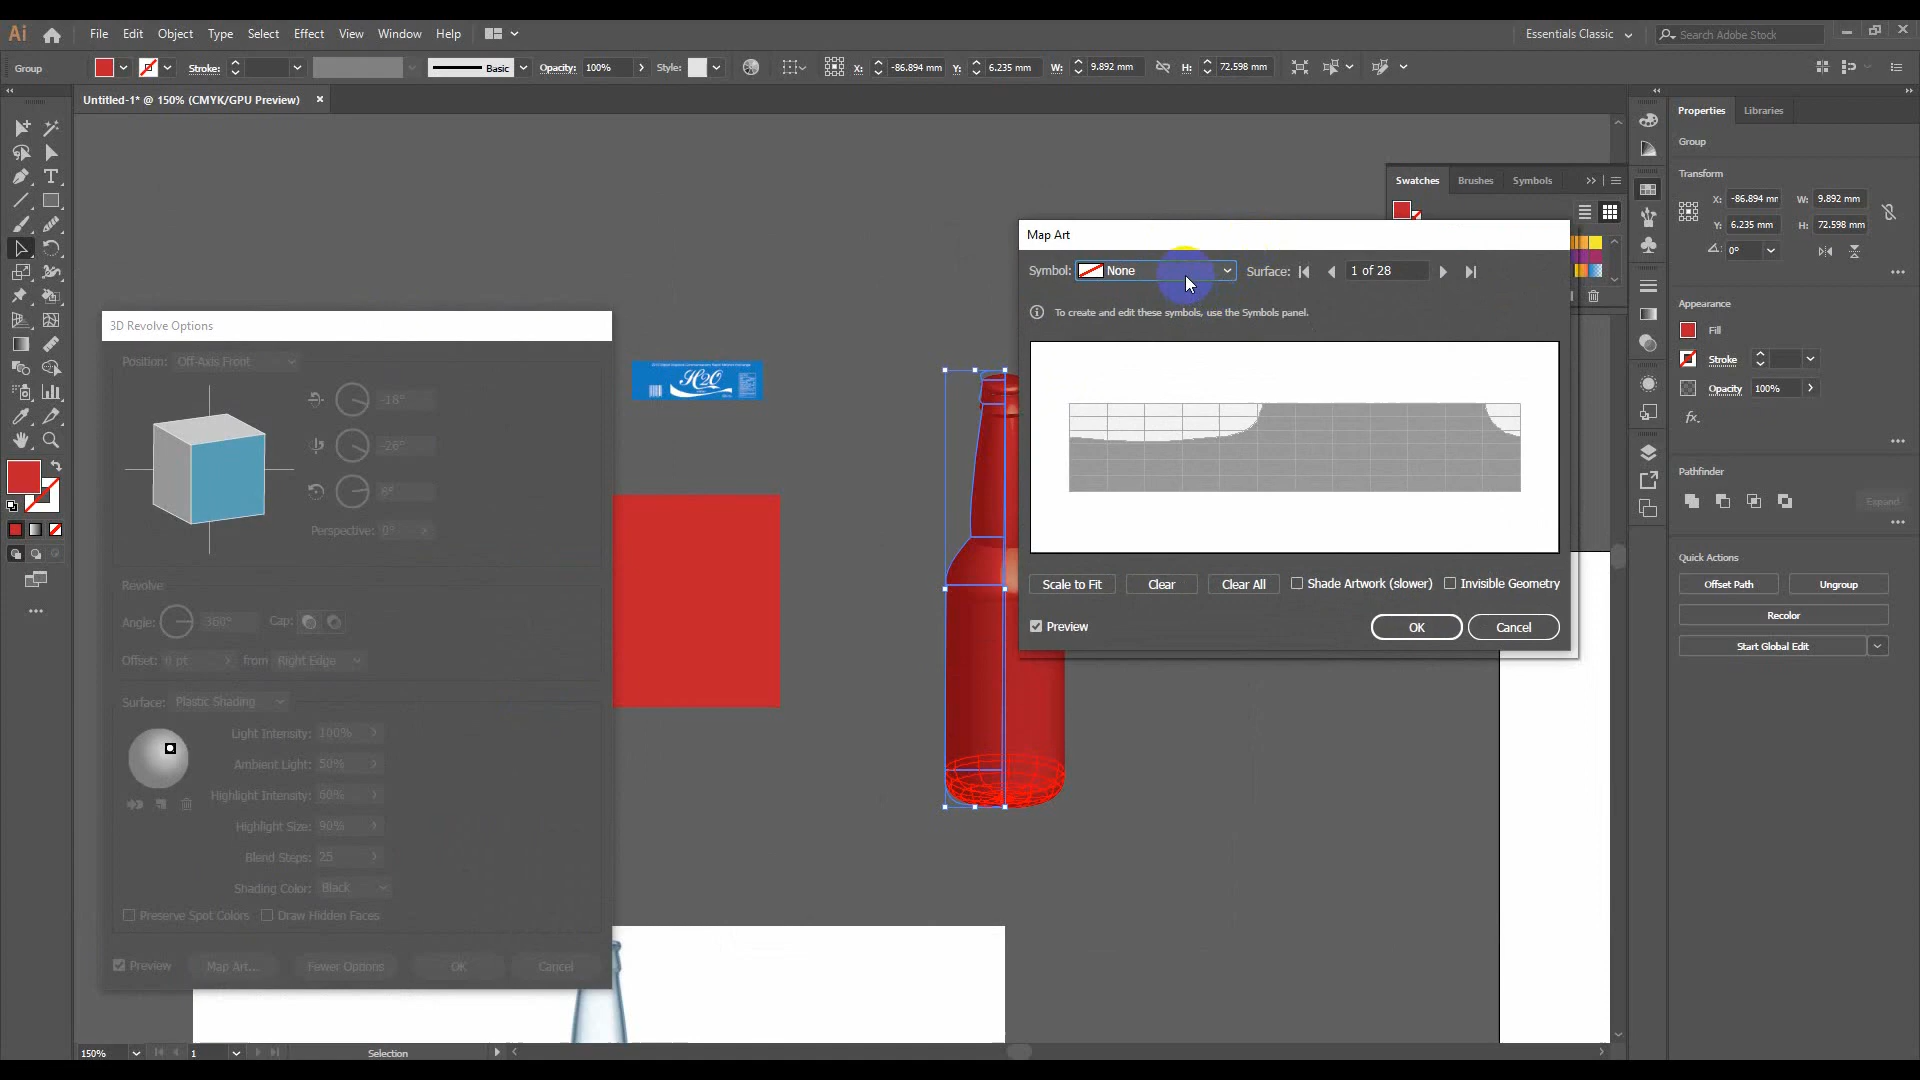 Ai File Edit Object Type Select Effect View Window Help Essentials Classic Search Adobe Stock
Group Stroke: Basic Opacity: 100% Style: X: -86.894 mm Y: 6.235 mm W: 9.892 mm H: 72.598 mm
Untitled-1* @ 150% (CMYK/GPU Preview) ×
Properties Libraries
Group
Transform
X: -86.894 mm W: 9.892 mm
Y: 6.235 mm H: 72.598 mm
0°
Swatches Brushes Symbols
Map Art
Symbol: None Surface: 1 of 28
To create and edit these symbols, use the Symbols panel.
Scale to Fit Clear Clear All Shade Artwork (slower) Invisible Geometry
Preview OK Cancel
Appearance
Fill
Stroke
Opacity 100%
fx.
Pathfinder
Expand
Quick Actions
Offset Path Ungroup
Recolor
Start Global Edit
3D Revolve Options
Position: Off-Axis Front
-18°
-26°
8°
Perspective: 0°
Revolve:
Angle: 360° Cap:
Offset: 0 pt from Right Edge
Surface: Plastic Shading
Light Intensity: 100%
Ambient Light: 50%
Highlight Intensity: 60%
Highlight Size: 90%
Blend Steps: 25
Shading Color: Black
Preserve Spot Colors Draw Hidden Faces
Preview Map Art... Fewer Options OK Cancel
H2O
150% 1 Selection